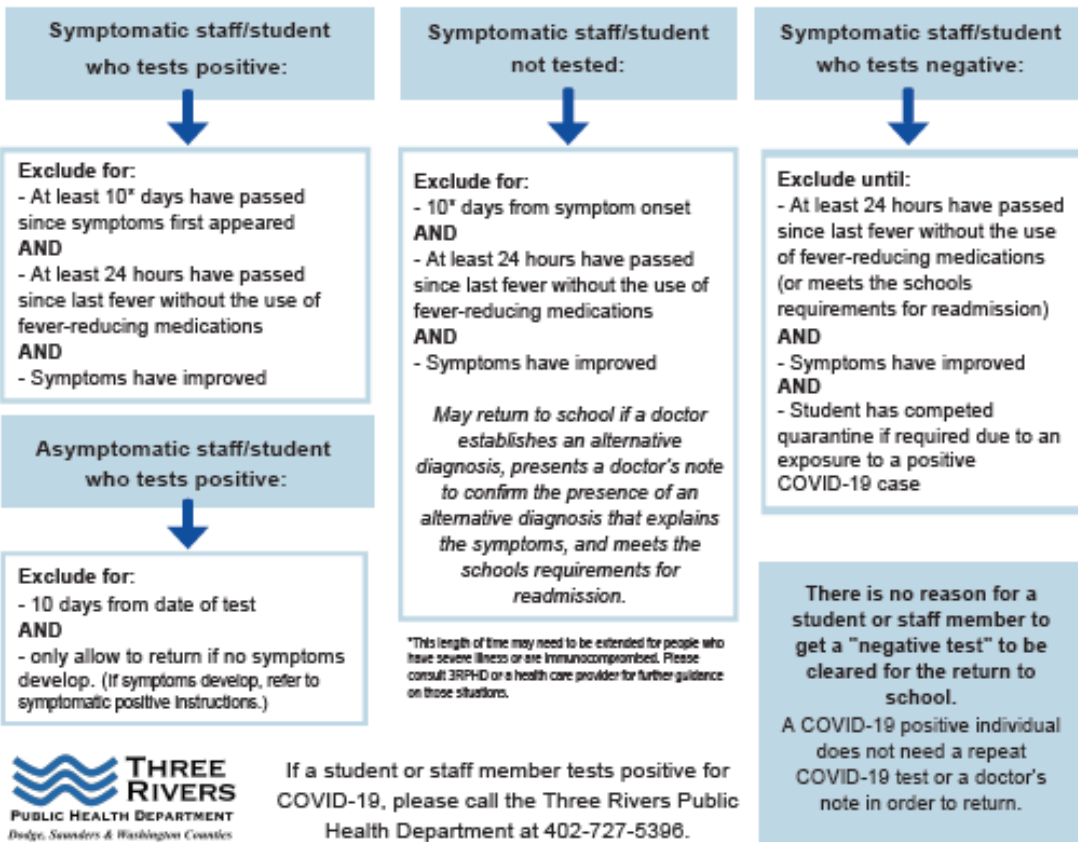 Symptomatic staff/student
who tests positive:
Exclude for:
- At least 10* days have passed
since symptoms first appeared
AND
- At least 24 hours have passed
since last fever without the use of
fever-reducing medications
AND
- Symptoms have improved
Asymptomatic staff/student
who tests positive:
Exclude for:
- 10 days from date of test
AND
- only allow to return if no symptoms
develop. (If symptoms develop, refer to
symptomatic positive instructions.)
Symptomatic staff/student
not tested:
Exclude for:
- 10* days from symptom onset
AND
- At least 24 hours have passed
since last fever without the use of
fever-reducing medications
AND
- Symptoms have improved
May return to school if a doctor
establishes an alternative
diagnosis, presents a doctor's note
to confirm the presence of an
alternative diagnosis that explains
the symptoms, and meets the
schools requirements for
readmission.
*This length of time may need to be extended for people who
have severe illness or are immunocompromised. Please
consult 3RPHD or a health care provider for further guidance
on those situations.
Symptomatic staff/student
who tests negative:
Exclude until:
- At least 24 hours have passed
since last fever without the use
of fever-reducing medications
(or meets the schools
requirements for readmission)
AND
- Symptoms have improved
AND
- Student has competed
quarantine if required due to an
exposure to a positive
COVID-19 case
There is no reason for a
student or staff member to
get a "negative test" to be
cleared for the return to
school.
A COVID-19 positive individual
does not need a repeat
COVID-19 test or a doctor's
note in order to return.
THREE
RIVERS
PUBLIC HEALTH DEPARTMENT
Dodge, Saunders & Washington Counties
If a student or staff member tests positive for
COVID-19, please call the Three Rivers Public
Health Department at 402-727-5396.